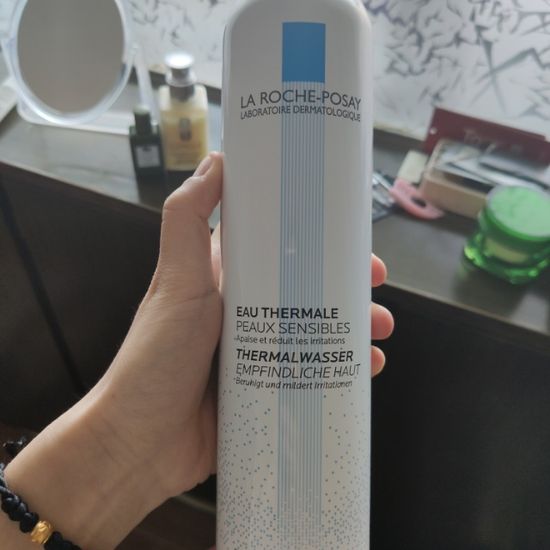 LA ROCHE-POSAY
LABORATOIRE DERMATOLOGIQUE
EAU THERMALE
PEAUX SENSIBLES
Apaise et réduit les irritations
THERMALWASSER
EMPFINDLICHE HAUT
Beruhigt und mildert Irritationen